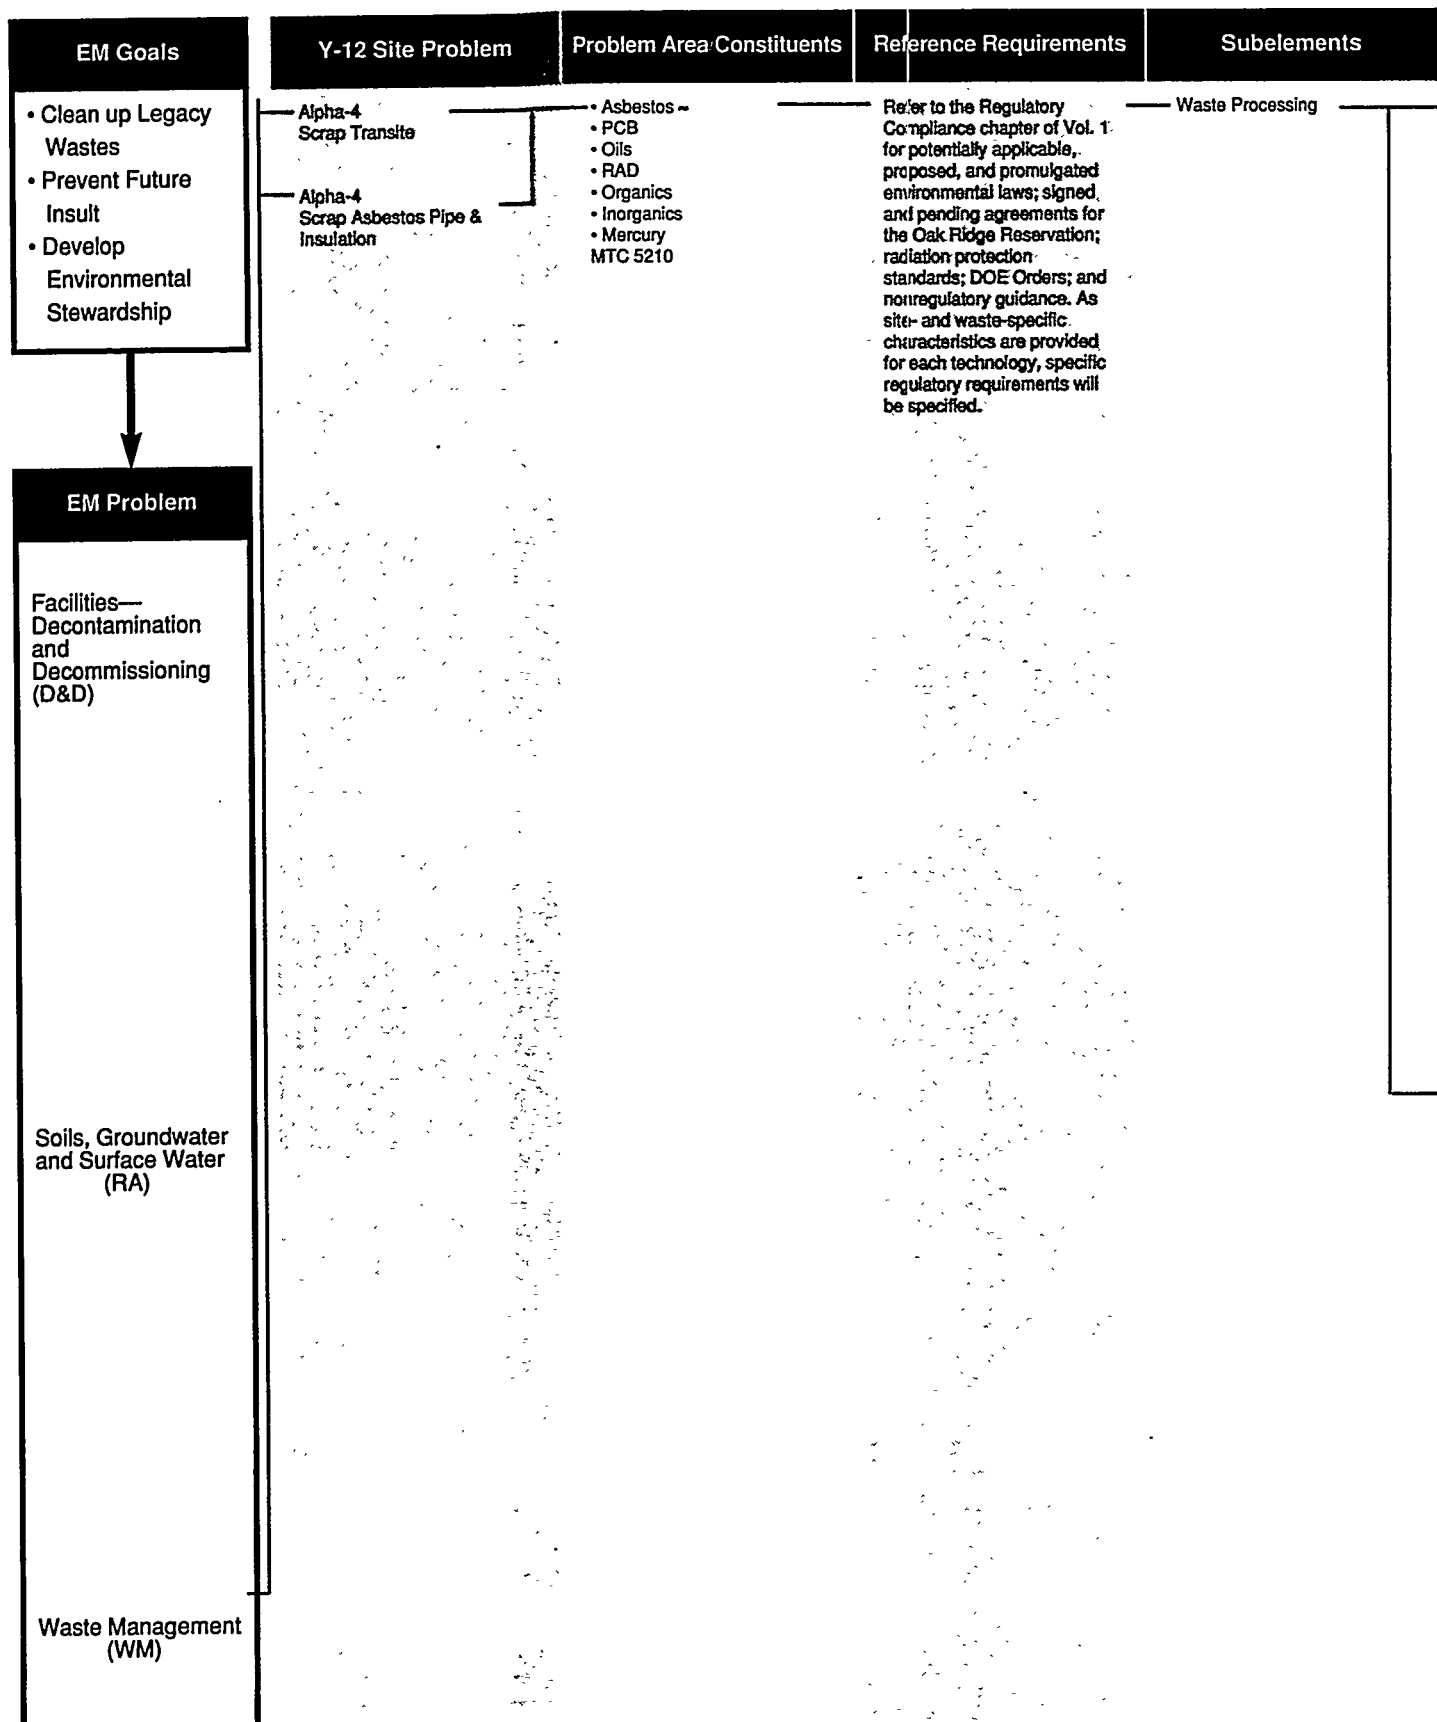 EM Goals
Y-12 Site Problem
Problem Area Constituents
Reference Requirements
Subelements
• Clean up Legacy
Wastes
• Prevent Future
Insult
• Develop
Environmental
Stewardship
Alpha-4
Scrap Transite
Alpha-4
Scrap Asbestos Pipe &
Insulation
• Asbestos ~
• PCB
• Oils
• RAD
• Organics
• Inorganics
• Mercury
MTC 5210
Refer to the Regulatory
Compliance chapter of Vol. 1
for potentially applicable,
proposed, and promulgated
environmental laws; signed
and pending agreements for
the Oak Ridge Reservation;
radiation protection
standards; DOE Orders; and
nonregulatory guidance. As
site- and waste-specific
characteristics are provided
for each technology, specific
regulatory requirements will
be specified.
Waste Processing
EM Problem
Facilities—
Decontamination
and
Decommissioning
(D&D)
Soils, Groundwater
and Surface Water
(RA)
Waste Management
(WM)